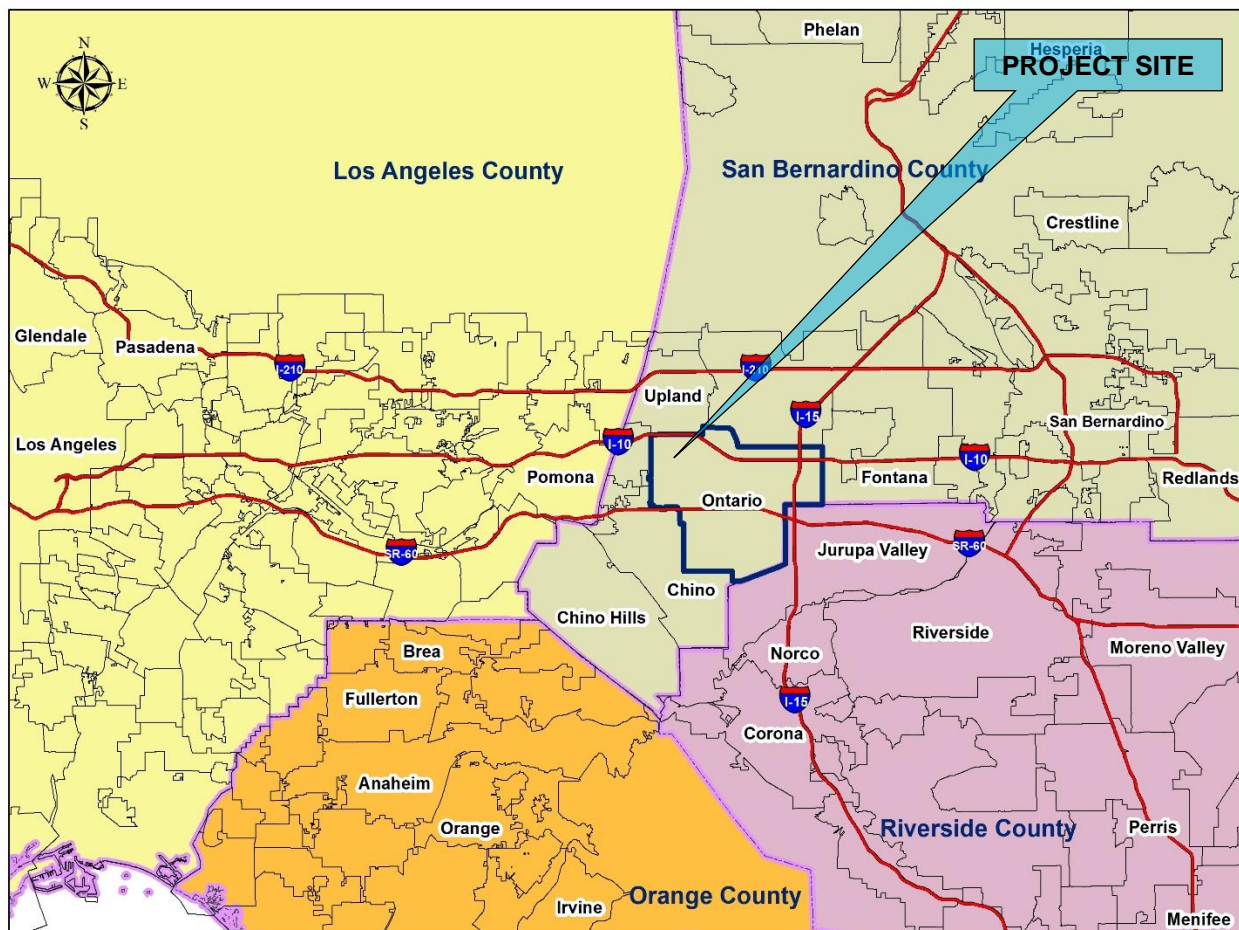 Phelan
Hesperia
PROJECT SITE
N
W E
S
Los Angeles County
San Bernardino County
Crestline
Glendale
Pasadena
I-210
I-210
Upland
I-15
San Bernardino
Los Angeles
I-10
I-10
Pomona
Fontana
Redlands
Ontario
SR-60
SR-60
Jurupa Valley
Chino
Chino Hills
Riverside
Moreno Valley
Brea
Norco
Fullerton
I-15
Corona
Anaheim
Orange
Riverside County
Perris
Orange County
Irvine
Menifee